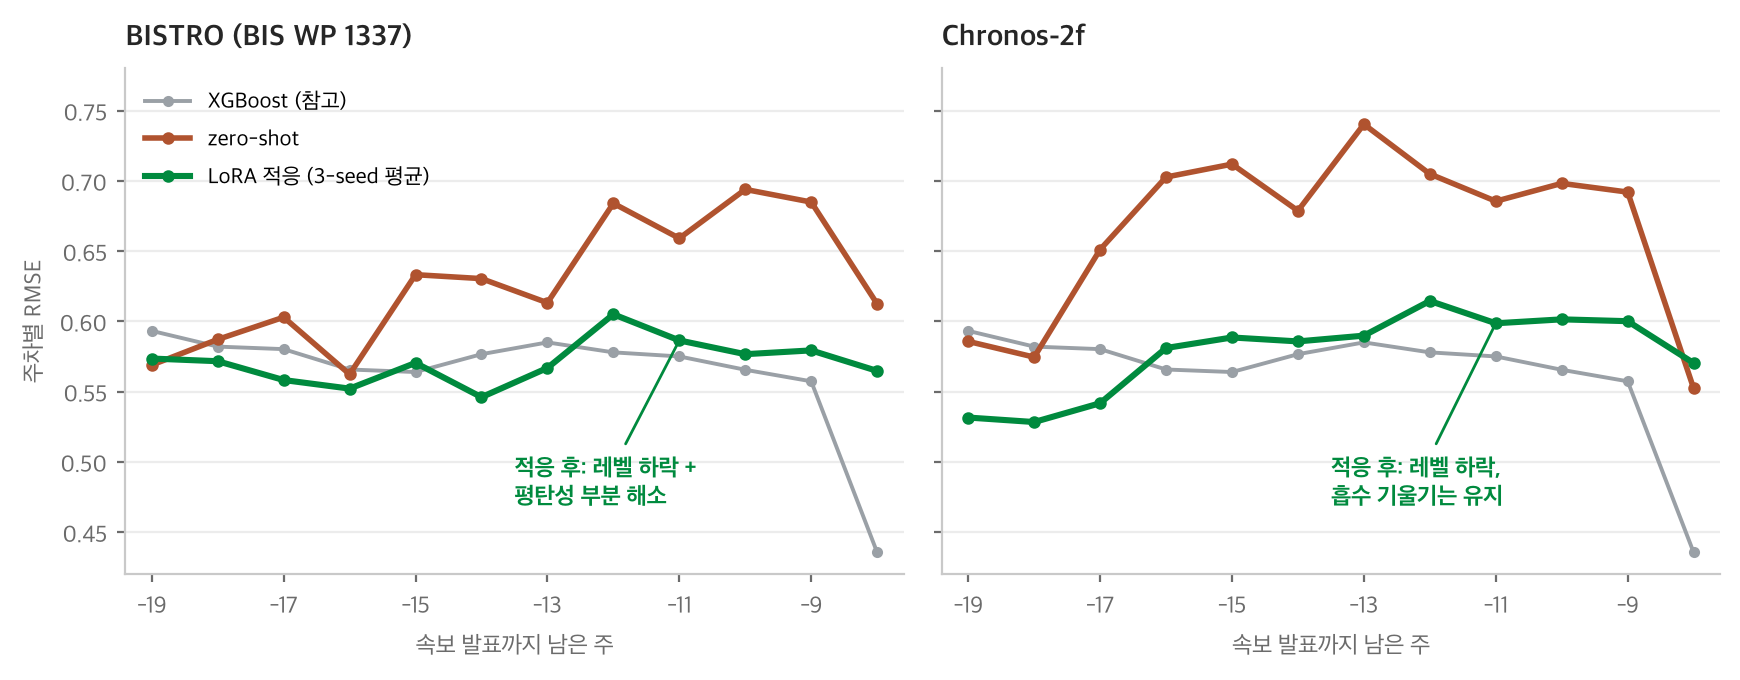 BISTRO (BIS WP 1337)
XGBoost (참고)
zero-shot
LoRA 적응 (3-seed 평균)
0.75
0.70
0.65
0.60
0.55
0.50
0.45
주차별 RMSE
적응 후: 레벨 하락 +
평탄성 부분 해소
-19
-17
-15
-13
-11
-9
속보 발표까지 남은 주
Chronos-2f
적응 후: 레벨 하락,
흡수 기울기는 유지
-19
-17
-15
-13
-11
-9
속보 발표까지 남은 주